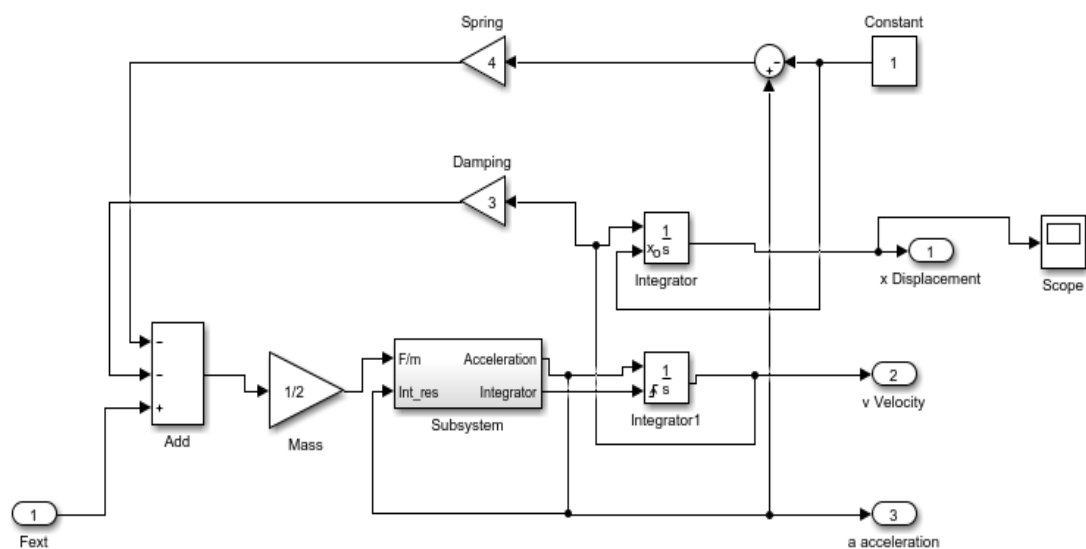 Spring
Constant
4
-
+
1
Damping
3
1
s
xo
Integrator
1
x Displacement
Scope
-
-
+
Add
1/2
Mass
F/m
Acceleration
Int_res
Integrator
Subsystem
1
s
Integrator1
2
v Velocity
1
Fext
3
a acceleration